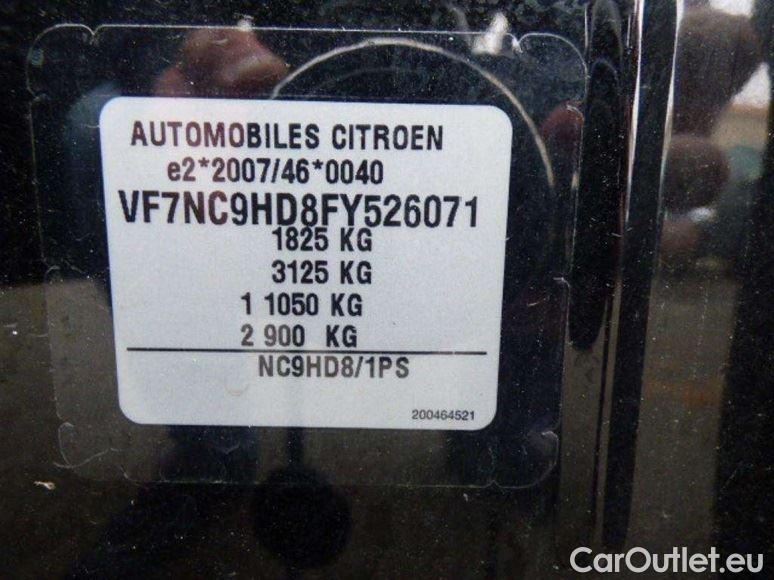 AUTOMOBILES CITROEN
e2*2007/46*0040
VF7NC9HD8FY526071
1825 KG
3125 KG
1 1050 KG
2 900 KG
NC9HD8/1PS
200464521
CarOutlet.eu